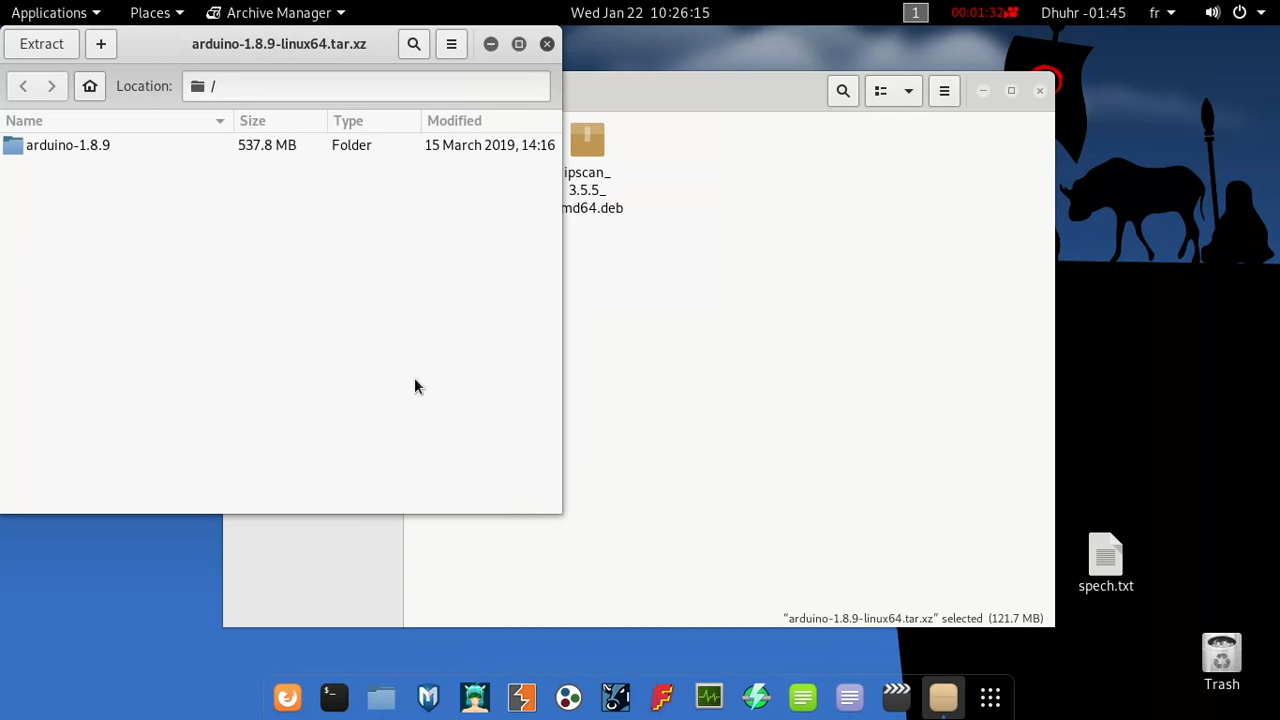 Applications Places Archive Manager Wed Jan 22 10:26:15 1 00:01:32 Dhuhr -01:45 fr
Extract + arduino-1.8.9-linux64.tar.xz
Location: /
Name Size Type Modified
arduino-1.8.9 537.8 MB Folder 15 March 2019, 14:16
ipscan_
3.5.5_
md64.deb
spech.txt
"arduino-1.8.9-linux64.tar.xz" selected (121.7 MB)
Trash